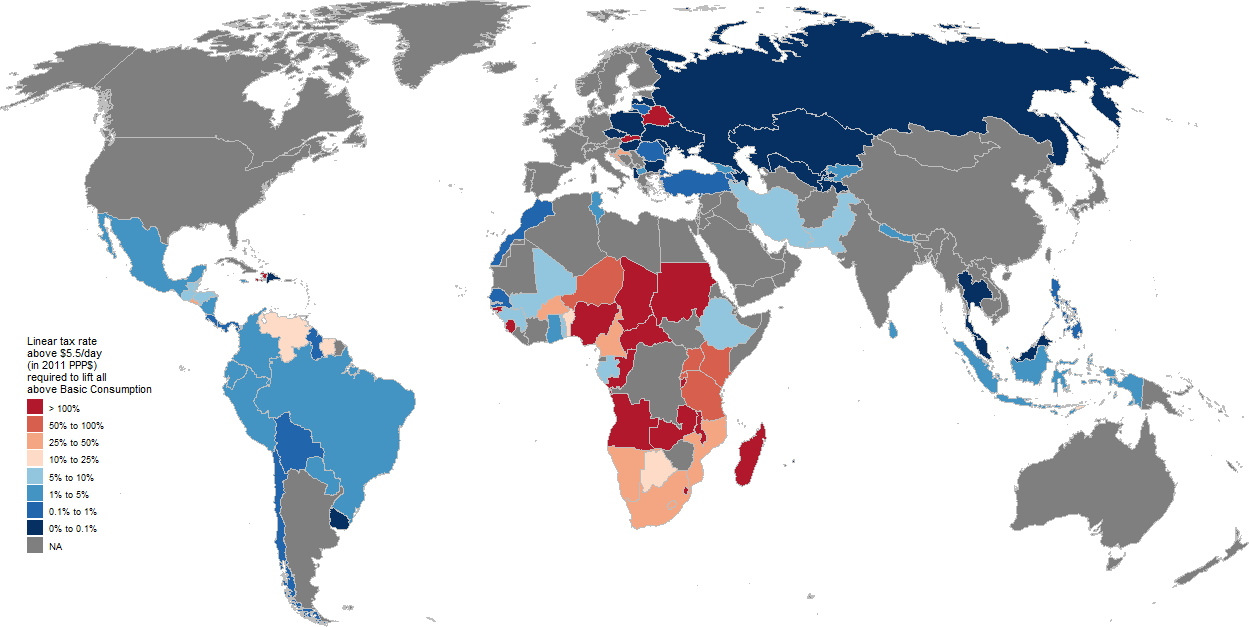 Linear tax rate
above $5.5/day
(in 2011 PPP$)
required to lift all
above Basic Consumption
> 100%
50% to 100%
25% to 50%
10% to 25%
5% to 10%
1% to 5%
0.1% to 1%
0% to 0.1%
NA